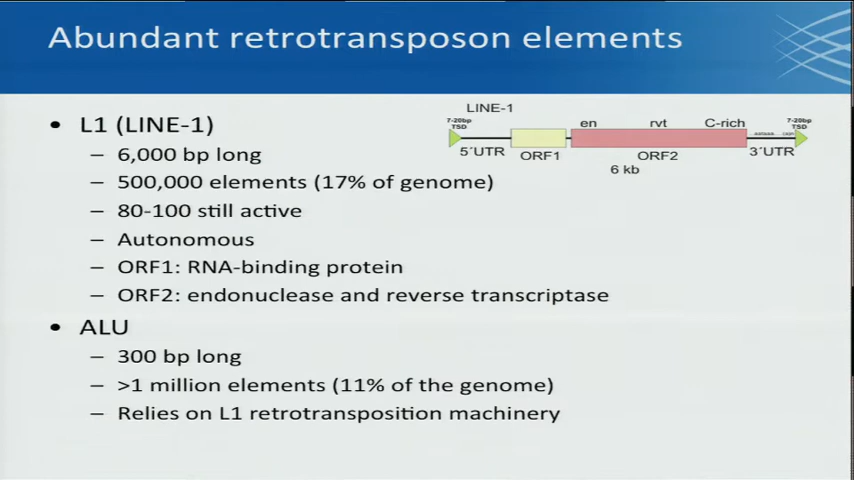 Abundant retrotransposon elements
• L1 (LINE-1)
– 6,000 bp long
– 500,000 elements (17% of genome)
– 80-100 still active
– Autonomous
– ORF1: RNA-binding protein
– ORF2: endonuclease and reverse transcriptase
• ALU
– 300 bp long
– >1 million elements (11% of the genome)
– Relies on L1 retrotransposition machinery
LINE-1
7-20bp
TSD
en rvt C-rich
7-20bp
TSD
5´UTR ORF1 ORF2 3´UTR
6 kb